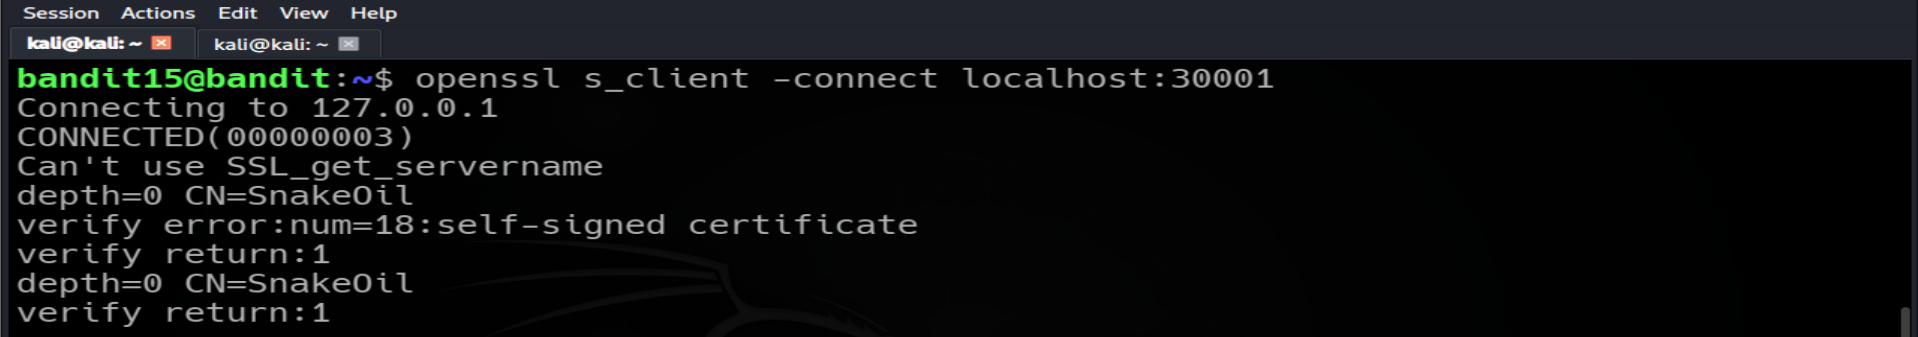 Session Actions Edit View Help
kali@kali: ~ kali@kali: ~
bandit15@bandit:~$ openssl s_client -connect localhost:30001
Connecting to 127.0.0.1
CONNECTED(00000003)
Can't use SSL_get_servername
depth=0 CN=SnakeOil
verify error:num=18:self-signed certificate
verify return:1
depth=0 CN=SnakeOil
verify return:1